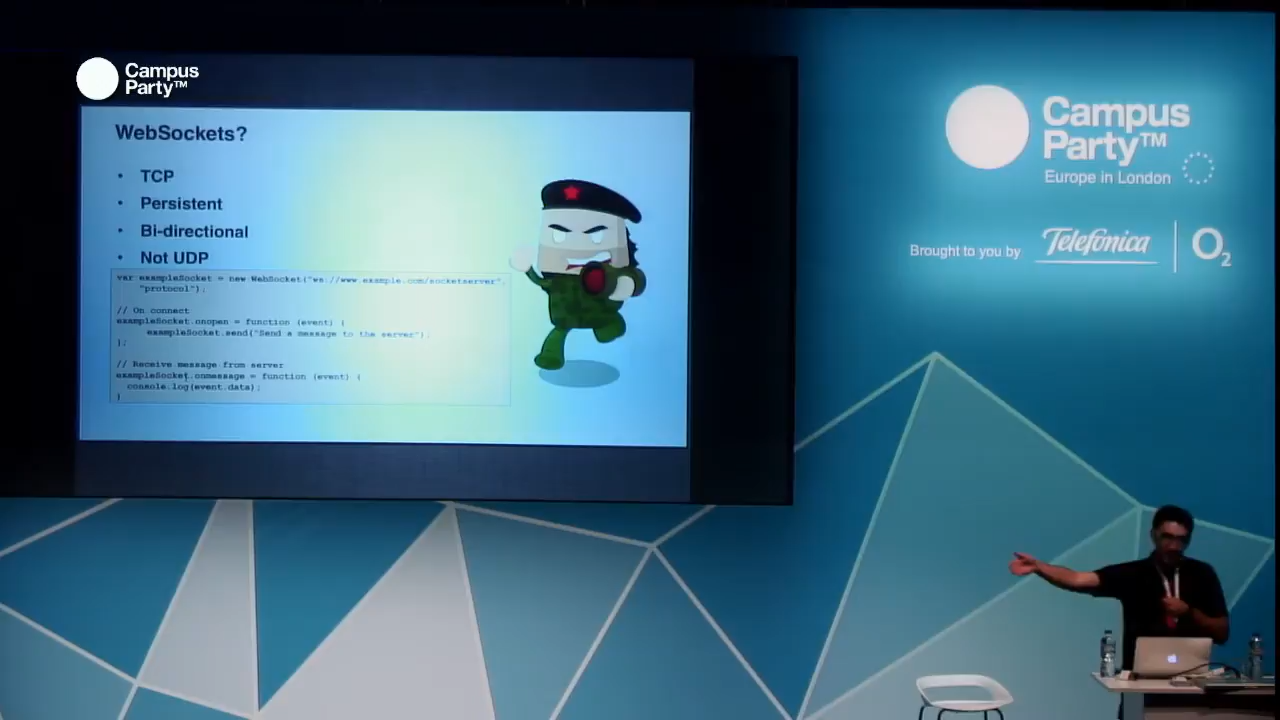 Campus
Party™
WebSockets?
• TCP
• Persistent
• Bi-directional
• Not UDP
var exampleSocket = new WebSocket("ws://www.example.com/socketserver",
"protocol");
// On connect
exampleSocket.onopen = function (event) {
exampleSocket.send("Send a message to the server");
};
// Receive message from server
exampleSocket.onmessage = function (event) {
console.log(event.data);
}
Campus
Party™
Europe in London
Brought to you by
Telefónica
O2